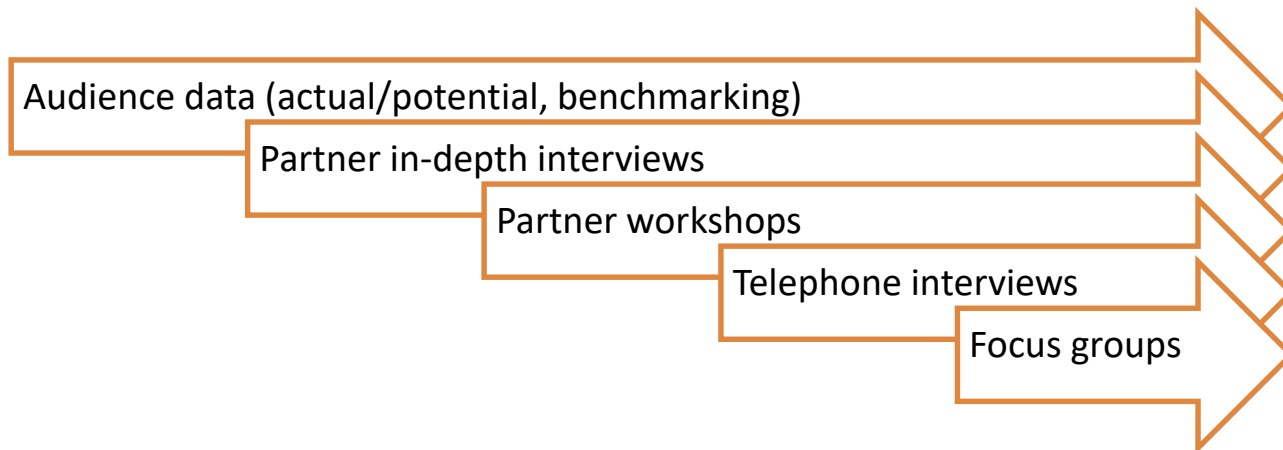 Audience data (actual/potential, benchmarking)
Partner in-depth interviews
Partner workshops
Telephone interviews
Focus groups